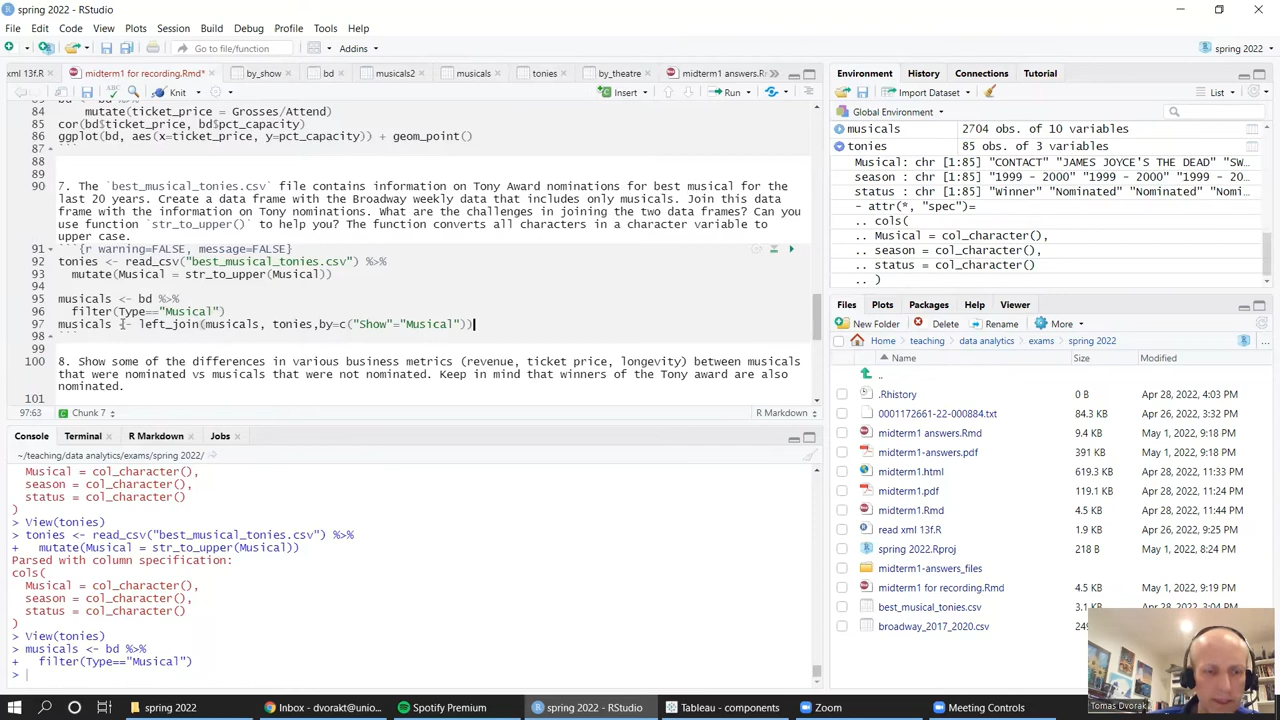 spring 2022 - RStudio
File Edit Code View Plots Session Build Debug Profile Tools Help
Go to file/function Addins spring 2022
xml 13f.R midterm1 for recording.Rmd* by_show bd musicals2 musicals tonies by_theatre midterm1 answers.R
Knit Insert Run
84 mutate(ticket_price = Grosses/Attend)
85 cor(bd$ticket_price, bd$pct_capacity)
86 ggplot(bd, aes(x=ticket_price, y=pct_capacity)) + geom_point()
87 ```
88
89
90 7. The `best_musical_tonies.csv` file contains information on Tony Award nominations for best musical for the
last 20 years. Create a data frame with the Broadway weekly data that includes only musicals. Join this data
frame with the information on Tony nominations. What are the challenges in joining the two data frames? Can you
use function `str_to_upper()` to help you? The function converts all characters in a character variable to
upper case.
91 ```{r warning=FALSE, message=FALSE}
92 tonies <- read_csv("best_musical_tonies.csv") %>%
93 mutate(Musical = str_to_upper(Musical))
94
95 musicals <- bd %>%
96 filter(Type=="Musical")
97 musicals <- left_join(musicals, tonies,by=c("Show"="Musical"))
98 ```
99
100 8. Show some of the differences in various business metrics (revenue, ticket price, longevity) between musicals
that were nominated vs musicals that were not nominated. Keep in mind that winners of the Tony award are also
nominated.
101
97:63 Chunk 7 R Markdown
Console Terminal R Markdown Jobs
~/teaching/data analytics/exams/spring 2022/
Musical = col_character(),
season = col_character(),
status = col_character()
)
> View(tonies)
> tonies <- read_csv("best_musical_tonies.csv") %>%
+ mutate(Musical = str_to_upper(Musical))
Parsed with column specification:
cols(
Musical = col_character(),
season = col_character(),
status = col_character()
)
> View(tonies)
> musicals <- bd %>%
+ filter(Type=="Musical")
>
Environment History Connections Tutorial
Import Dataset List
Global Environment
musicals 2704 obs. of 10 variables
tonies 85 obs. of 3 variables
Musical: chr [1:85] "CONTACT" "JAMES JOYCE'S THE DEAD" "SW…
season : chr [1:85] "1999 - 2000" "1999 - 2000" "1999 - 20…
status : chr [1:85] "Winner" "Nominated" "Nominated" "Nomi…
- attr(*, "spec")=
.. cols(
.. Musical = col_character(),
.. season = col_character(),
.. status = col_character()
.. )
Files Plots Packages Help Viewer
New Folder Delete Rename More
Home teaching data analytics exams spring 2022 ...
Name Size Modified
..
.Rhistory 0 B Apr 28, 2022, 4:03 PM
0001172661-22-000884.txt 84.3 KB Apr 26, 2022, 3:32 PM
midterm1 answers.Rmd 9.4 KB May 1, 2022, 9:18 PM
midterm1-answers.pdf 391 KB May 1, 2022, 9:18 PM
midterm1.html 619.3 KB Apr 28, 2022, 11:33 PM
midterm1.pdf 119.1 KB Apr 28, 2022, 11:24 PM
midterm1.Rmd 4.5 KB Apr 28, 2022, 11:44 PM
read xml 13f.R 1.9 KB Apr 26, 2022, 9:25 PM
spring 2022.Rproj 218 B May 1, 2022, 8:24 PM
midterm1-answers_files
midterm1 for recording.Rmd 4.5 KB May 1, 2022, 9:19 PM
best_musical_tonies.csv 3.1 KB Apr 28, 2022, 3:04 PM
broadway_2017_2020.csv
Tomas Dvorak
spring 2022 Inbox - dvorakt@unio... Spotify Premium spring 2022 - RStudio Tableau - components Zoom Meeting Controls